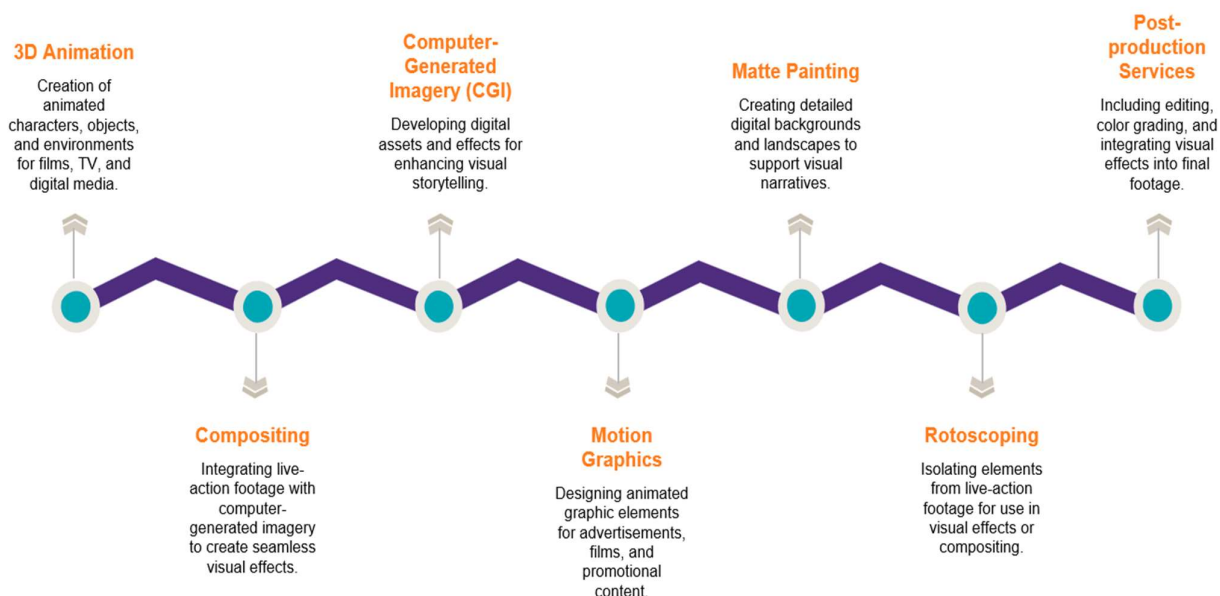 3D Animation
Creation of
animated
characters, objects,
and environments
for films, TV, and
digital media.
Compositing
Integrating live-
action footage with
computer-
generated imagery
to create seamless
visual effects.
Computer-
Generated
Imagery (CGI)
Developing digital
assets and effects for
enhancing visual
storytelling.
Motion
Graphics
Designing animated
graphic elements
for advertisements,
films, and
promotional
content.
Matte Painting
Creating detailed
digital backgrounds
and landscapes to
support visual
narratives.
Rotoscoping
Isolating elements
from live-action
footage for use in
visual effects or
compositing.
Post-
production
Services
Including editing,
color grading, and
integrating visual
effects into final
footage.